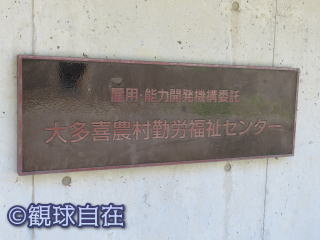 雇用・能力開発機構委託
大多喜農村勤労福祉センター
©観球自在